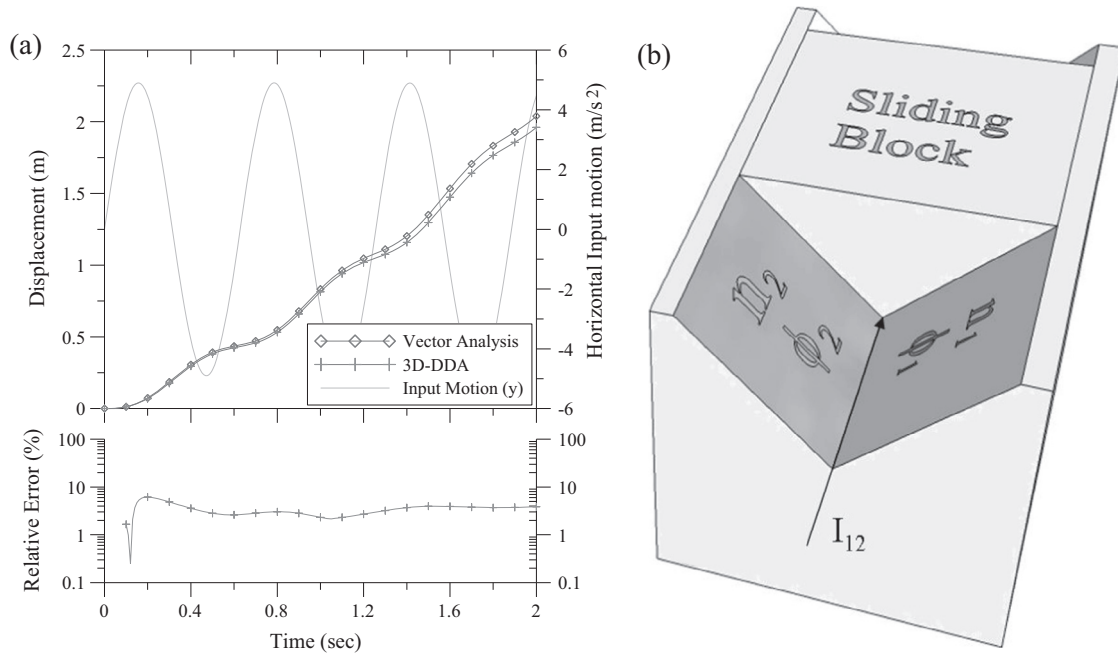 (a)
2.5
2
1.5
1
0.5
0
Displacement (m)
6
4
2
0
-2
-4
-6
Horizontal Input motion (m/s²)
Vector Analysis
3D-DDA
Input Motion (y)
100
10
1
0.1
Relative Error (%)
100
10
1
0.1
0 0.4 0.8 1.2 1.6 2
Time (sec)
(b)
Sliding
Block
n₂
ϕ₂
ϕ₁
n₁
I₁₂